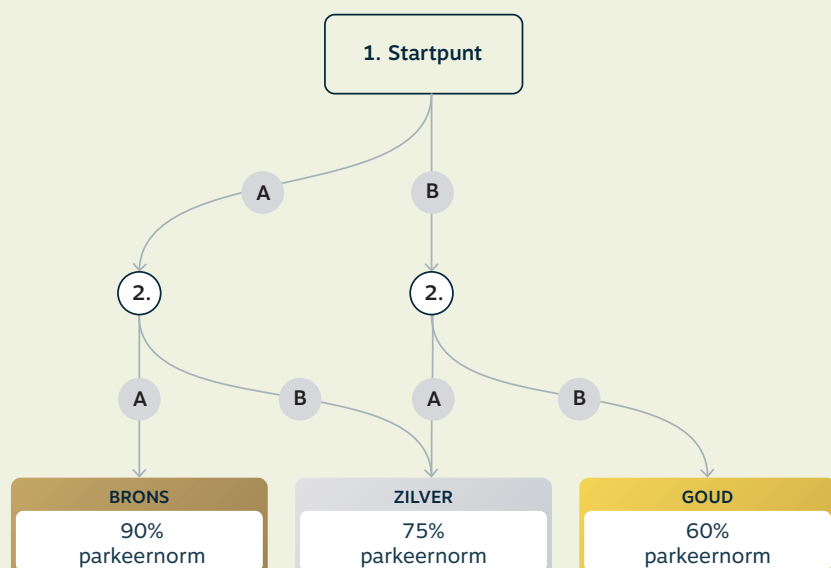 1. Startpunt
A
B
2.
2.
A
B
A
B
BRONS
ZILVER
GOUD
90%
parkeernorm
75%
parkeernorm
60%
parkeernorm